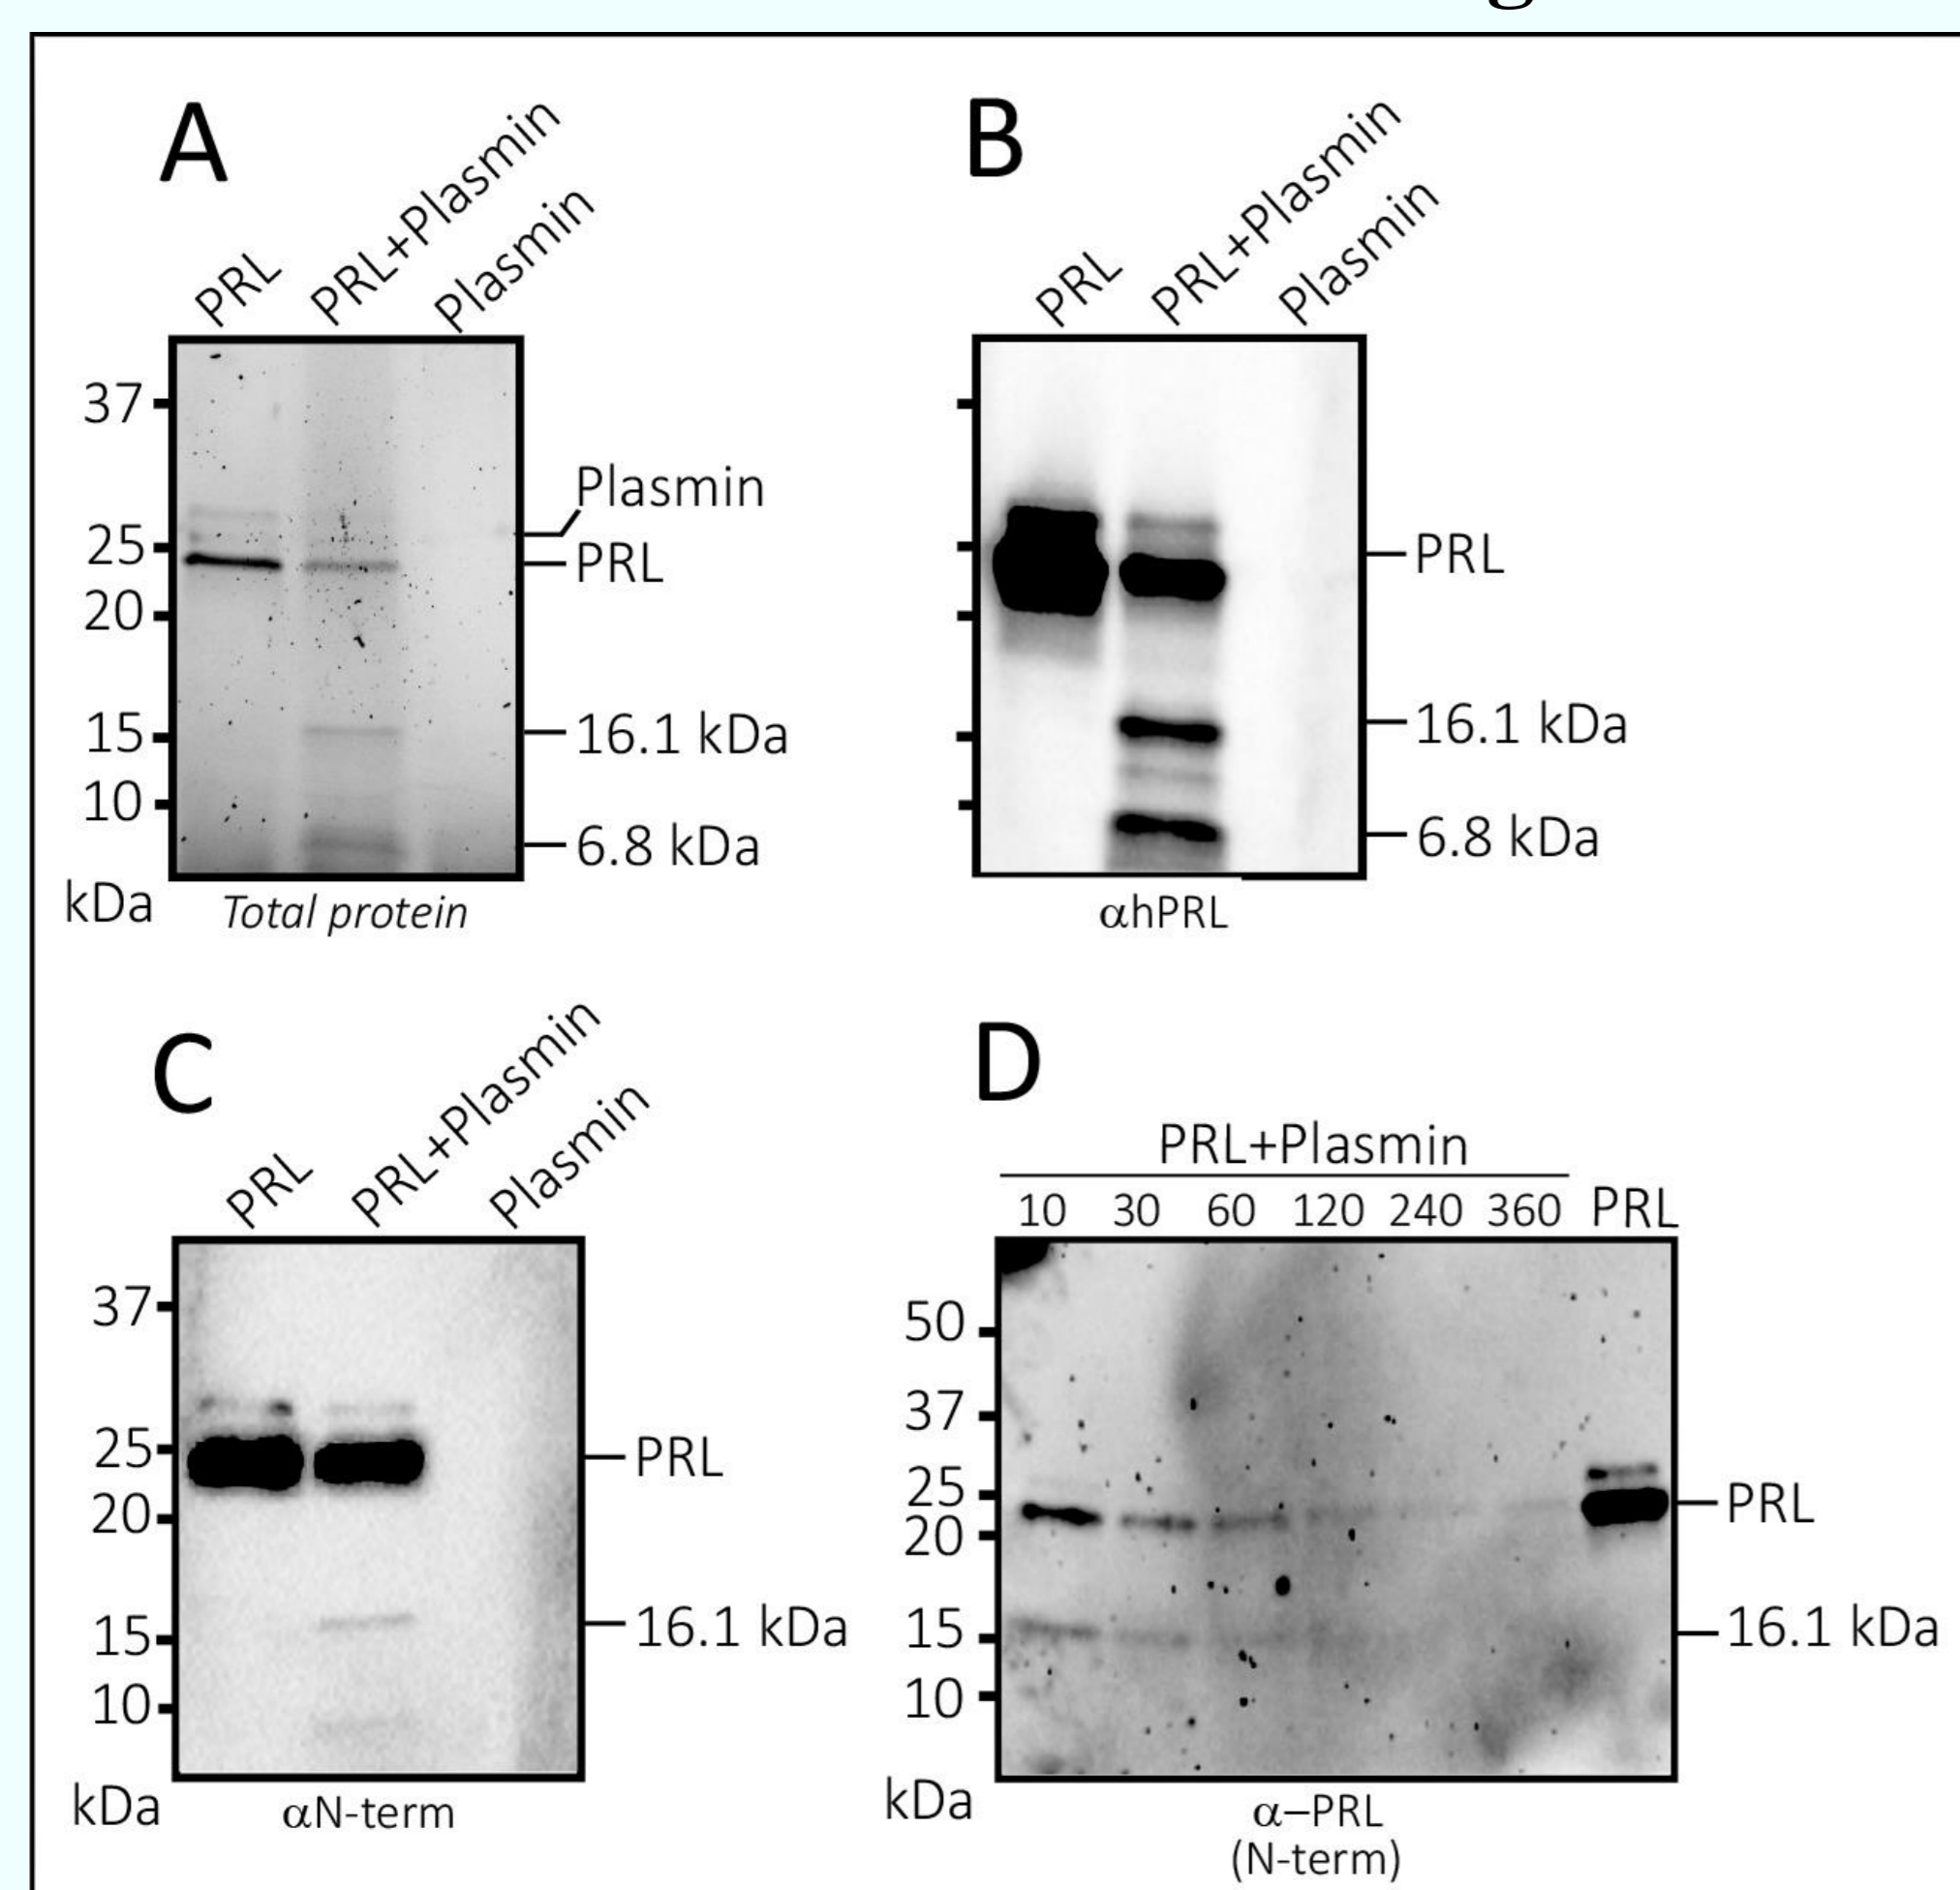 A
PRL
PRL+Plasmin
Plasmin
37
25
20
15
10
kDa
Plasmin
PRL
16.1 kDa
6.8 kDa
Total protein
B
PRL
PRL+Plasmin
Plasmin
PRL
16.1 kDa
6.8 kDa
αhPRL
C
PRL
PRL+Plasmin
Plasmin
37
25
20
15
10
kDa
PRL
16.1 kDa
αN-term
D
PRL+Plasmin
10 30 60 120 240 360 PRL
50
37
25
20
15
10
kDa
PRL
16.1 kDa
α–PRL
(N-term)